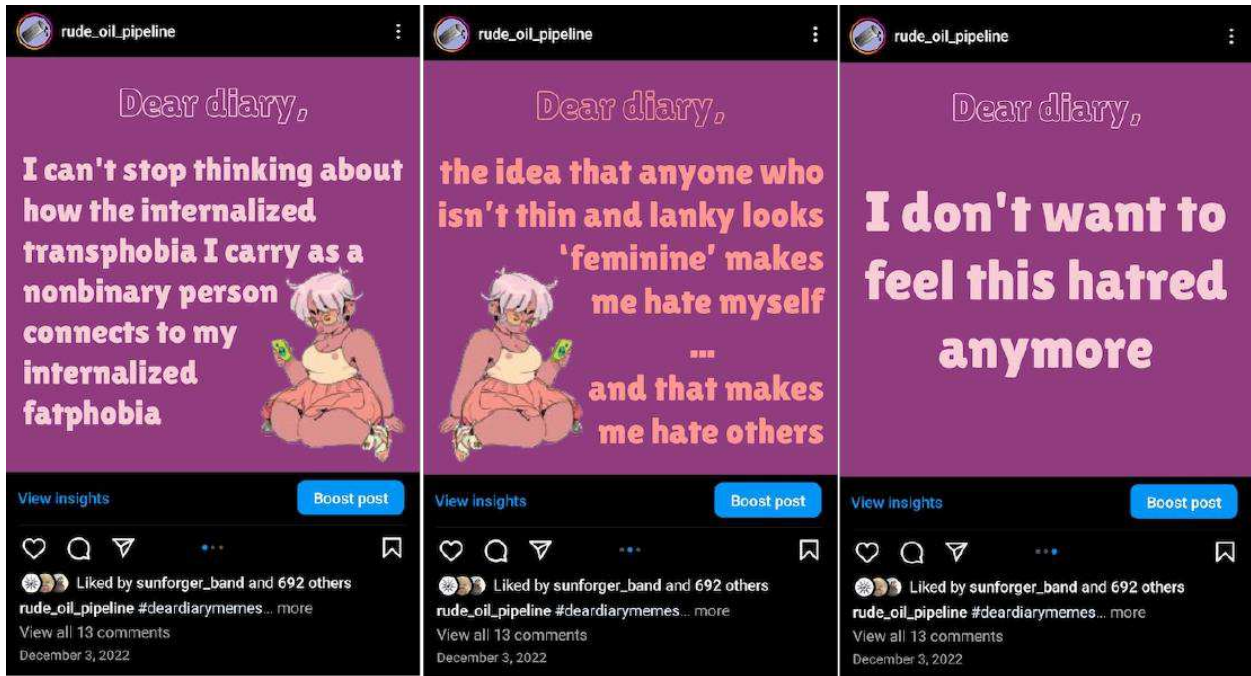 rude_oil_pipeline
Dear diary,
I can't stop thinking about
how the internalized
transphobia I carry as a
nonbinary person
connects to my
internalized
fatphobia
View insights
Boost post
Liked by sunforger_band and 692 others
rude_oil_pipeline #deardiarymemes... more
View all 13 comments
December 3, 2022
rude_oil_pipeline
Dear diary,
the idea that anyone who
isn't thin and lanky looks
‘feminine’ makes
me hate myself
...
and that makes
me hate others
View insights
Boost post
Liked by sunforger_band and 692 others
rude_oil_pipeline #deardiarymemes... more
View all 13 comments
December 3, 2022
rude_oil_pipeline
Dear diary,
I don't want to
feel this hatred
anymore
View insights
Boost post
Liked by sunforger_band and 692 others
rude_oil_pipeline #deardiarymemes... more
View all 13 comments
December 3, 2022